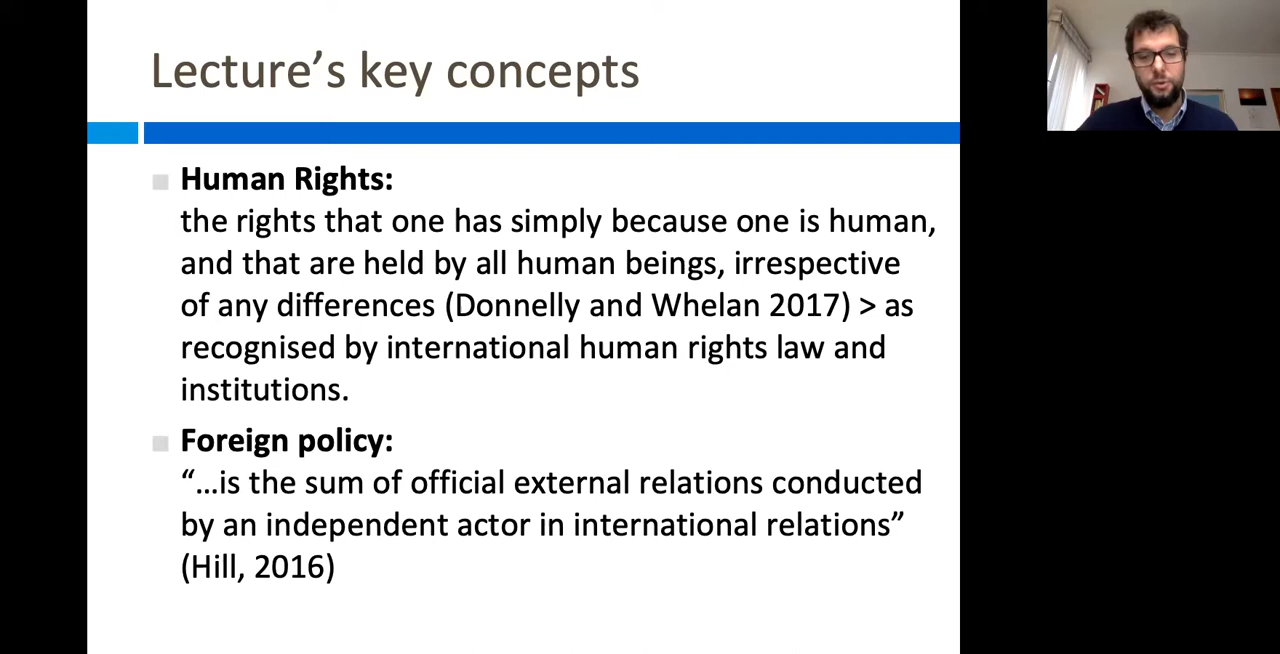 Lecture’s key concepts
Human Rights:
the rights that one has simply because one is human,
and that are held by all human beings, irrespective
of any differences (Donnelly and Whelan 2017) > as
recognised by international human rights law and
institutions.
Foreign policy:
“…is the sum of official external relations conducted
by an independent actor in international relations”
(Hill, 2016)